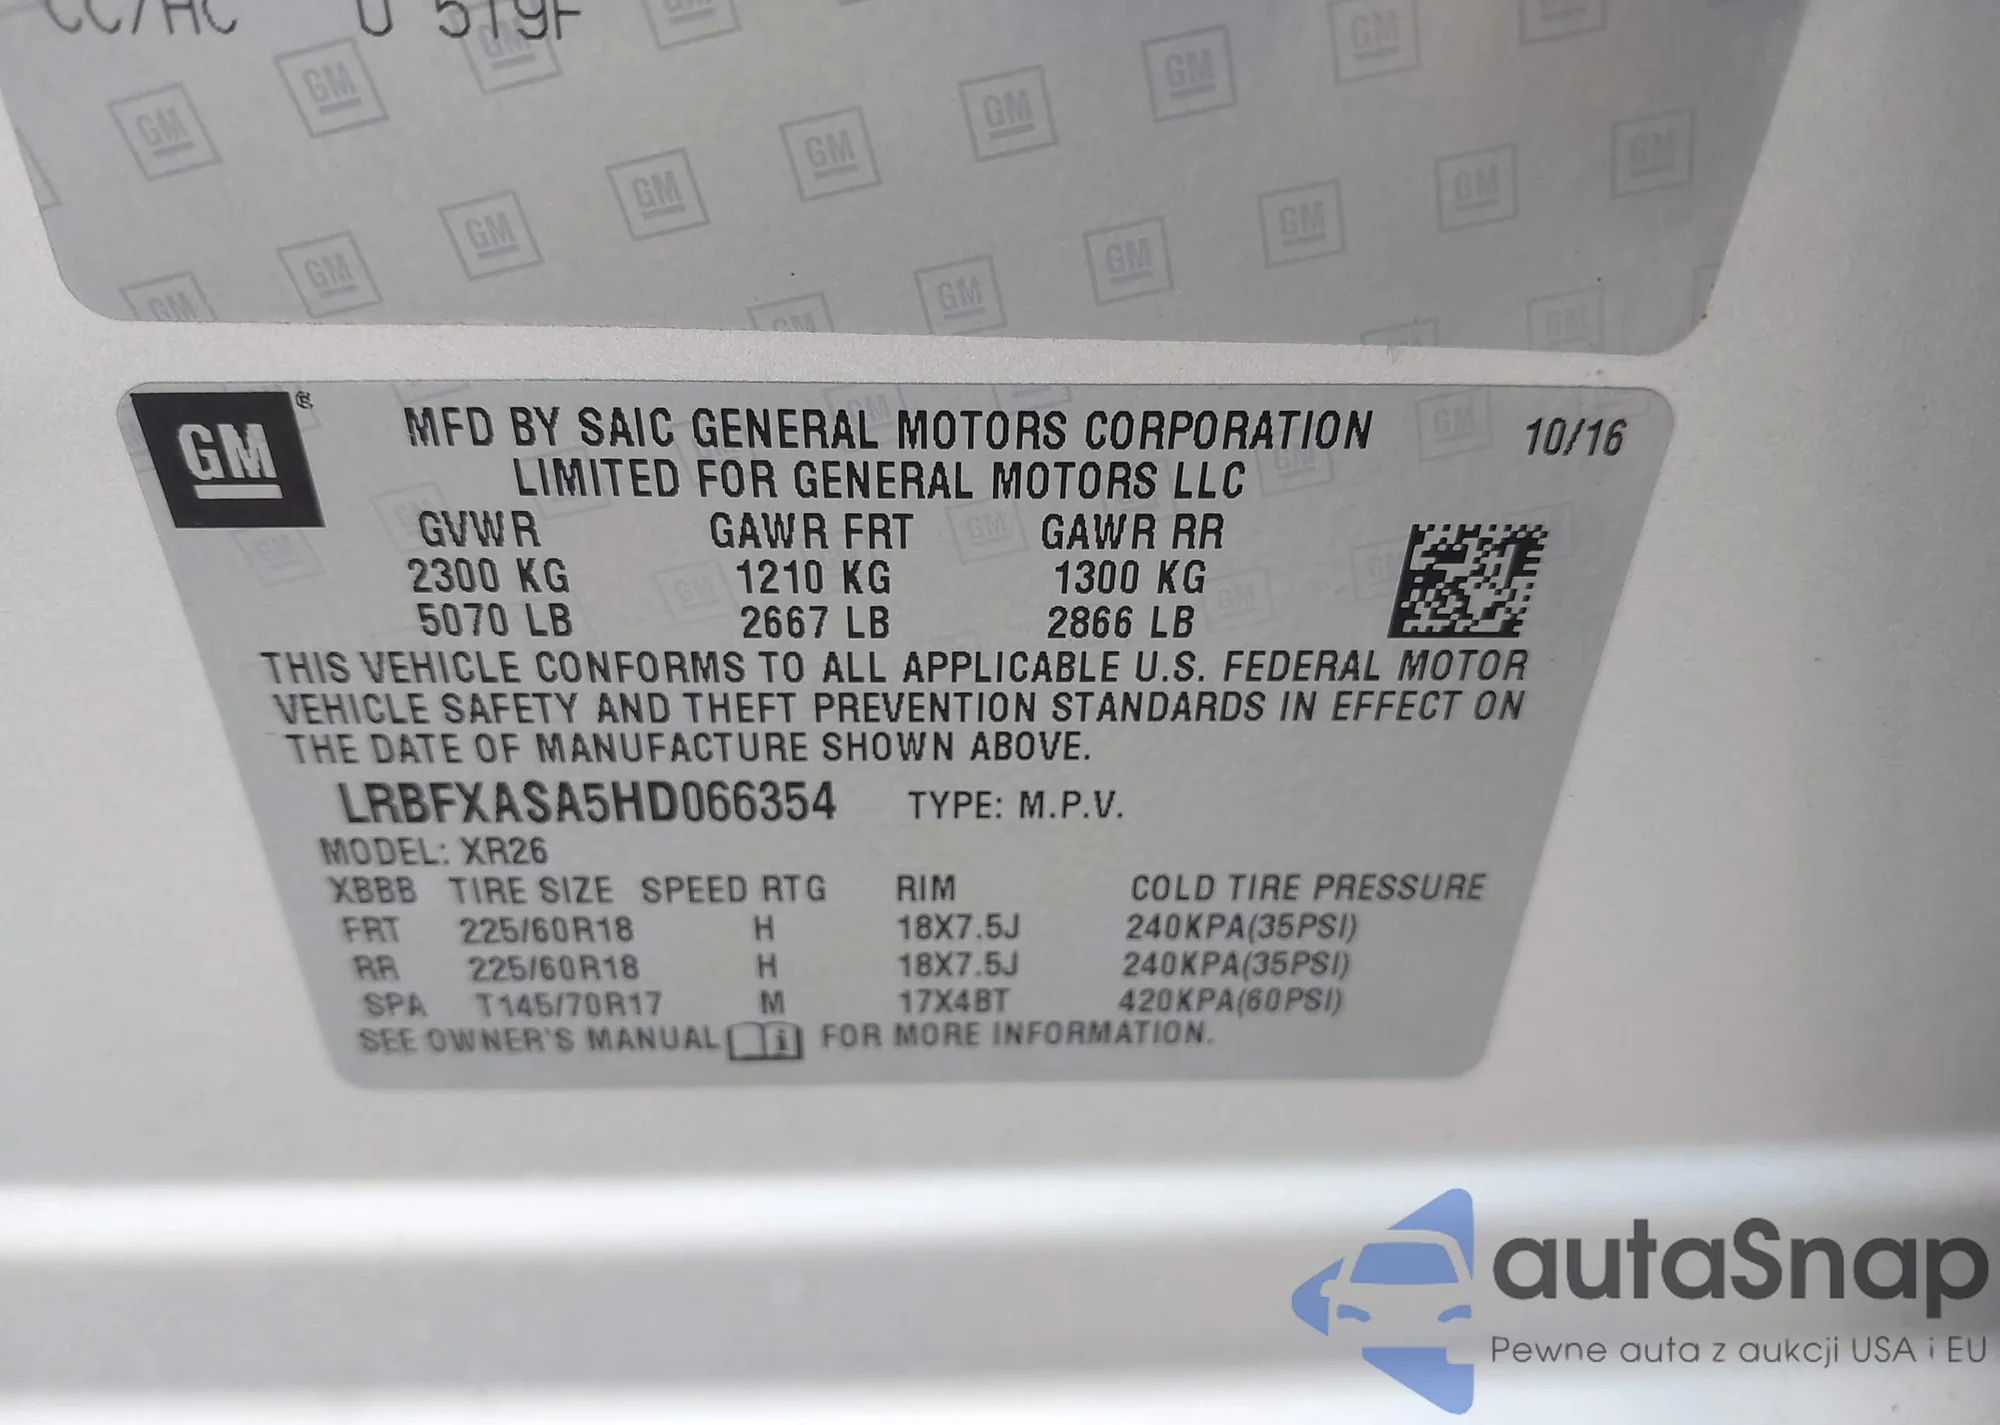 CC/AC U 5T9F
GM
MFD BY SAIC GENERAL MOTORS CORPORATION 10/16
LIMITED FOR GENERAL MOTORS LLC
GVWR GAWR FRT GAWR RR
2300 KG 1210 KG 1300 KG
5070 LB 2667 LB 2866 LB
THIS VEHICLE CONFORMS TO ALL APPLICABLE U.S. FEDERAL MOTOR
VEHICLE SAFETY AND THEFT PREVENTION STANDARDS IN EFFECT ON
THE DATE OF MANUFACTURE SHOWN ABOVE.
LRBFXASA5HD066354 TYPE: M.P.V.
MODEL: XR26
XBBB TIRE SIZE SPEED RTG RIM COLD TIRE PRESSURE
FRT 225/60R18 H 18X7.5J 240KPA(35PSI)
RR 225/60R18 H 18X7.5J 240KPA(35PSI)
SPA T145/70R17 M 17X4BT 420KPA(60PSI)
SEE OWNER'S MANUAL FOR MORE INFORMATION.
autoSnap
Pewne auta z aukcji USA i EU